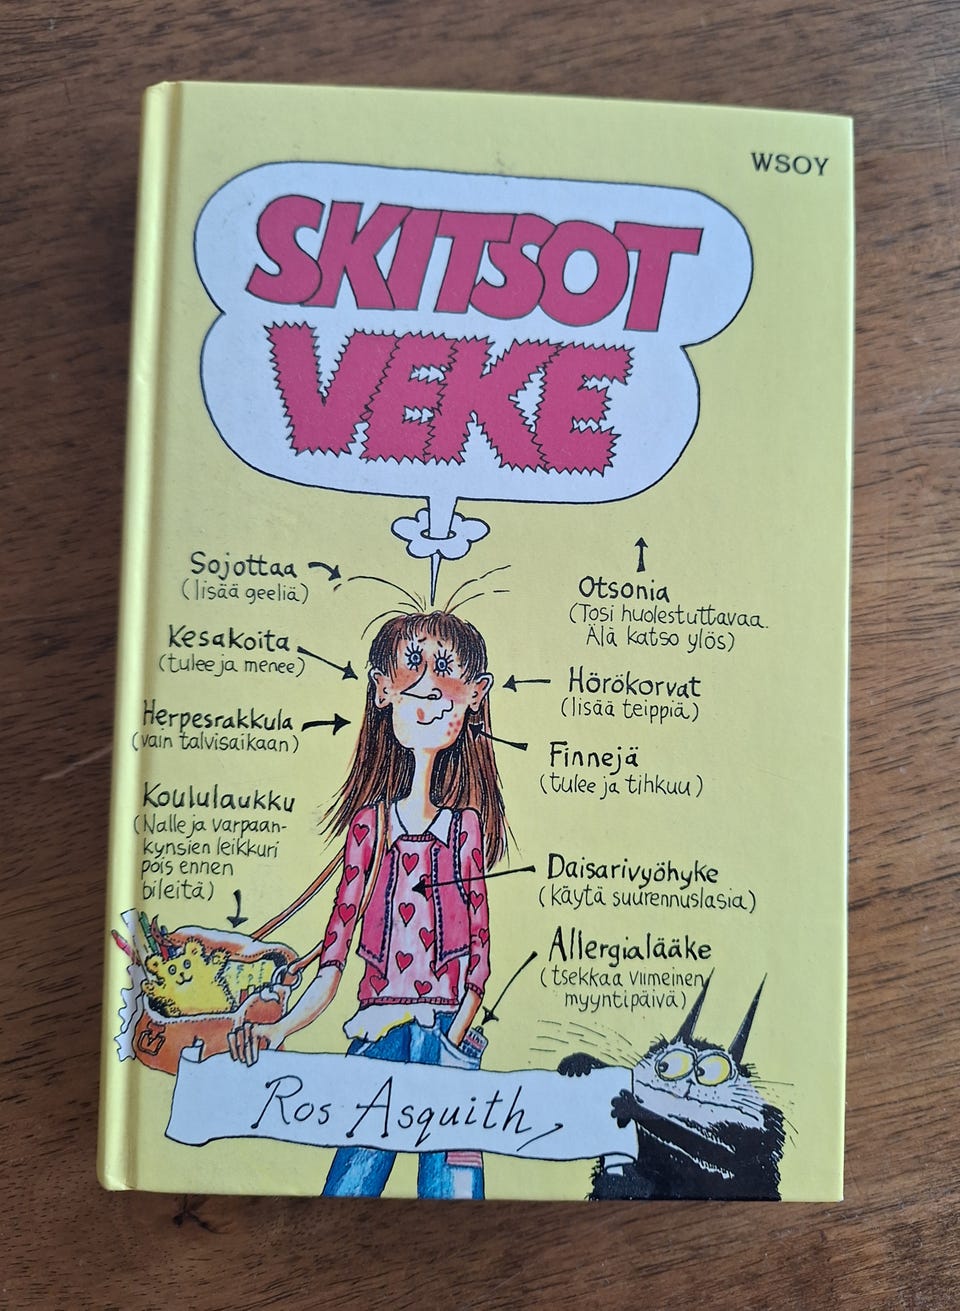 WSOY
SKITSOT
VEKE
Sojottaa
(lisää geeliä)
Kesakoita
(tulee ja menee)
Herpesrakkula
(vain talvisaikaan)
Koululaukku
(Nalle ja varpaan-
kynsien leikkuri
pois ennen
bileitä)
Otsonia
(Tosi huolestuttavaa.
Älä katso ylös)
Hörökorvat
(lisää teippiä)
Finnejä
(tulee ja tihkuu)
Daisarivyöhyke
(käytä suurennuslasia)
Allergialääke
(tsekkaa viimeinen
myyntipäivä)
Ros Asquith